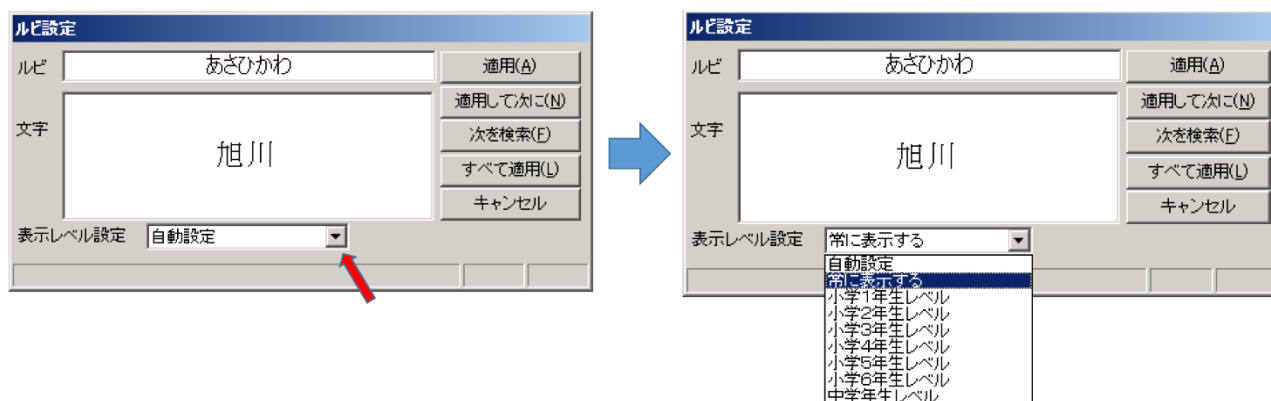 ルビ設定
ルビ あさひかわ 適用(A)
適用して次に(N)
文字 旭川 次を検索(F)
すべて適用(L)
キャンセル
表示レベル設定 自動設定
ルビ設定
ルビ あさひかわ 適用(A)
適用して次に(N)
文字 旭川 次を検索(F)
すべて適用(L)
キャンセル
表示レベル設定 常に表示する
自動設定
常に表示する
小学1年生レベル
小学2年生レベル
小学3年生レベル
小学4年生レベル
小学5年生レベル
小学6年生レベル
中学年生レベル